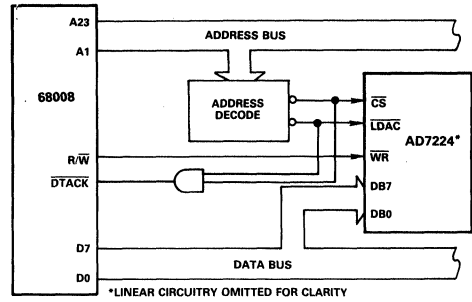 A23
ADDRESS BUS
A1
68008
ADDRESS
DECODE
CS
LDAC
AD7224*
R/W
WR
DTACK
DB7
DB0
D7
DATA BUS
D0
*LINEAR CIRCUITRY OMITTED FOR CLARITY